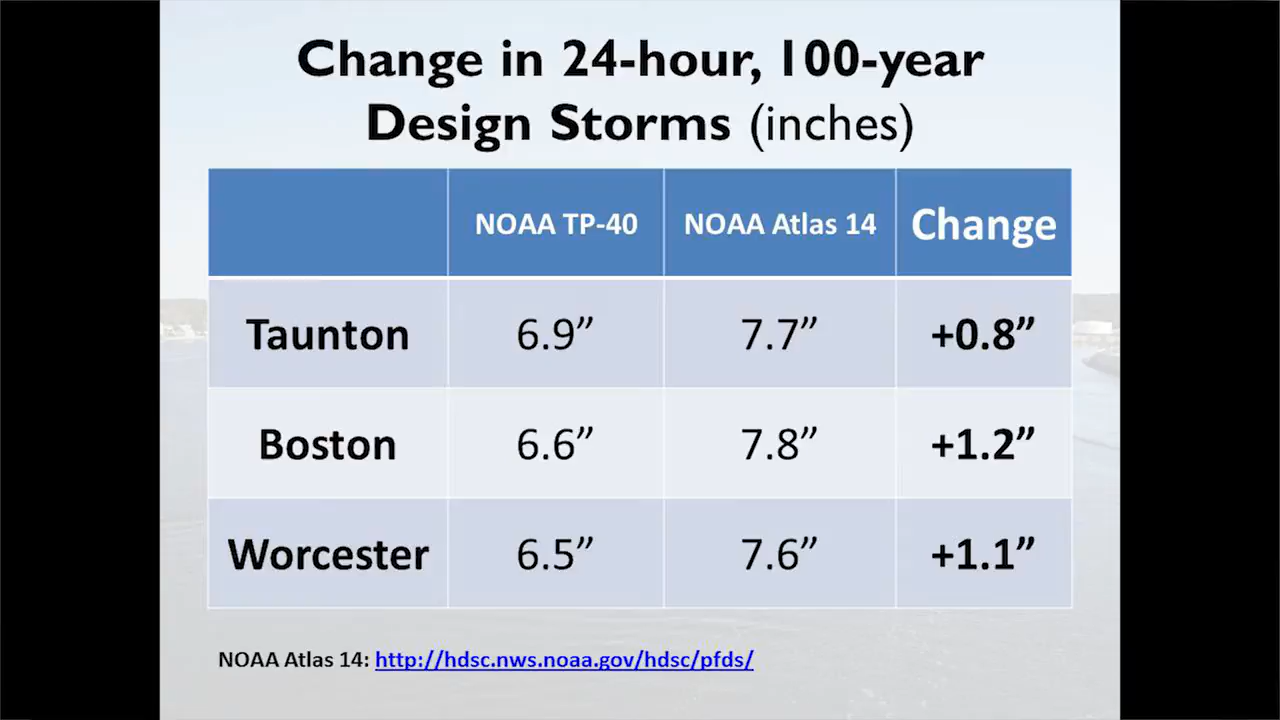 Change in 24-hour, 100-year
Design Storms (inches)
NOAA TP-40 NOAA Atlas 14 Change
Taunton 6.9” 7.7” +0.8”
Boston 6.6” 7.8” +1.2”
Worcester 6.5” 7.6” +1.1”
NOAA Atlas 14: http://hdsc.nws.noaa.gov/hdsc/pfds/